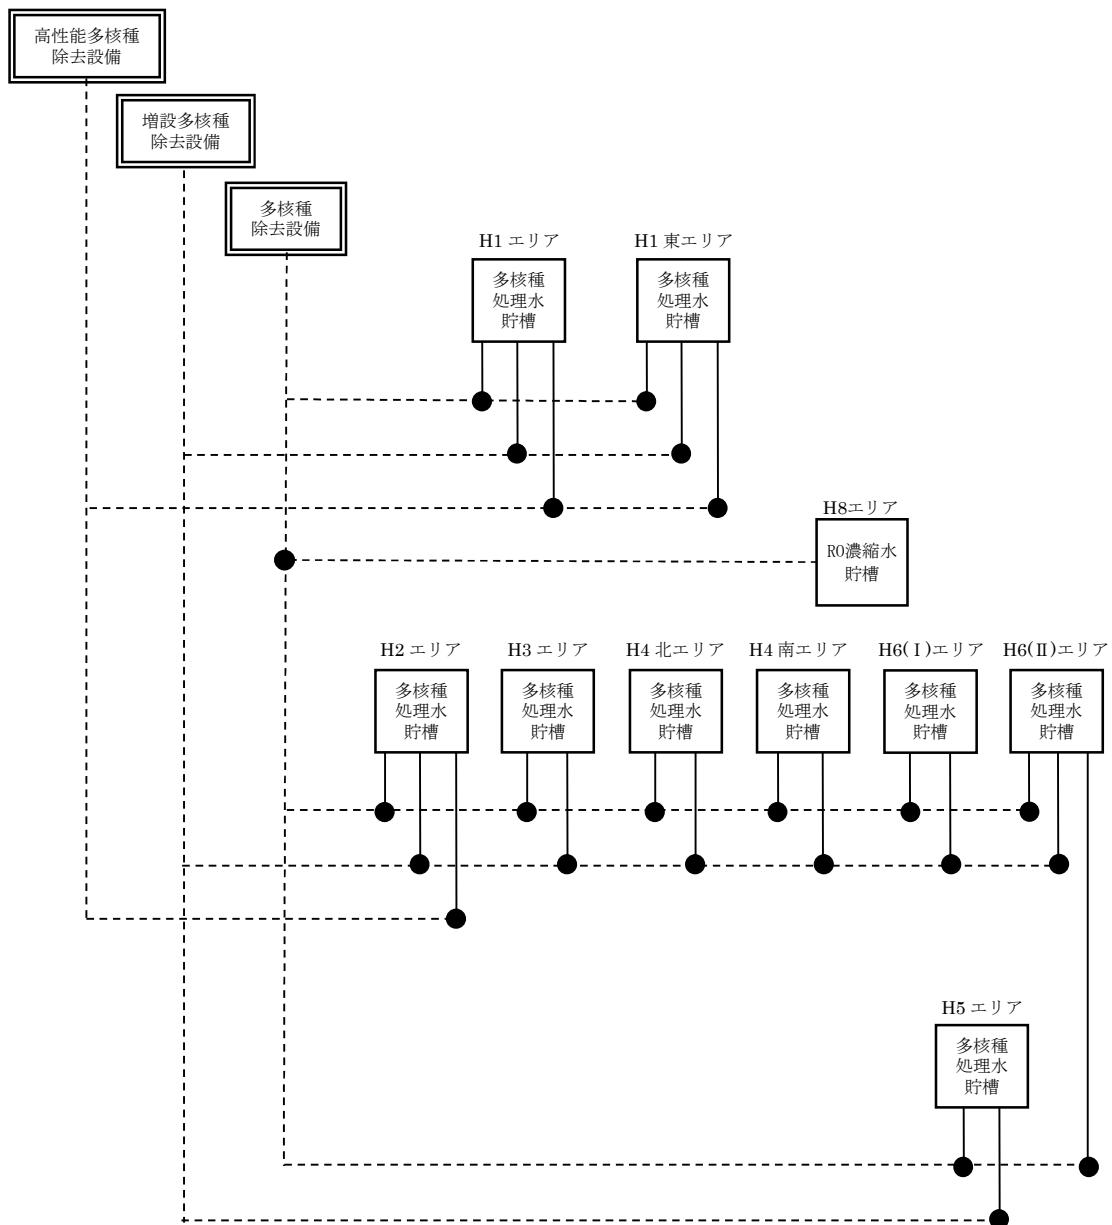 高性能多核種
除去設備
増設多核種
除去設備
多核種
除去設備
H1 エリア
多核種
処理水
貯槽
H1 東エリア
多核種
処理水
貯槽
H8エリア
RO濃縮水
貯槽
H2 エリア
多核種
処理水
貯槽
H3 エリア
多核種
処理水
貯槽
H4 北エリア
多核種
処理水
貯槽
H4 南エリア
多核種
処理水
貯槽
H6(Ⅰ)エリア
多核種
処理水
貯槽
H6(Ⅱ)エリア
多核種
処理水
貯槽
H5 エリア
多核種
処理水
貯槽